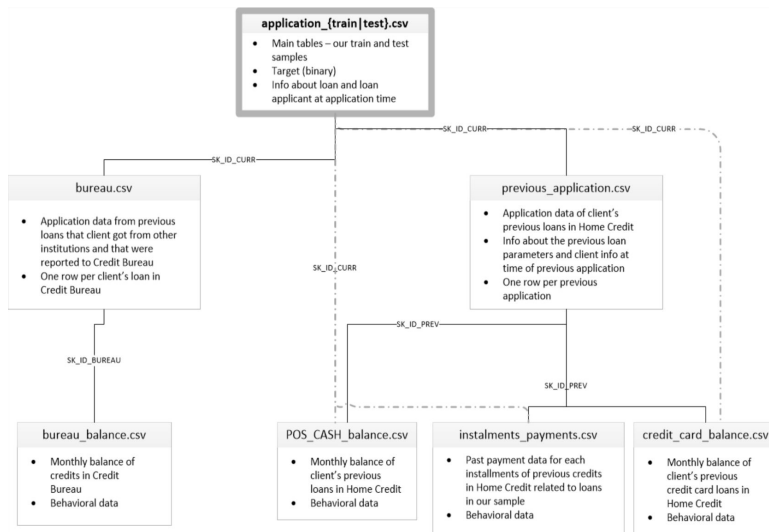 application_{train|test}.csv
• Main tables – our train and test
samples
• Target (binary)
• Info about loan and loan
applicant at application time
SK_ID_CURR
SK_ID_CURR
SK_ID_CURR
bureau.csv
• Application data from previous
loans that client got from other
institutions and that were
reported to Credit Bureau
• One row per client's loan in
Credit Bureau
previous_application.csv
• Application data of client's
previous loans in Home Credit
• Info about the previous loan
parameters and client info at
time of previous application
• One row per previous
application
SK_ID_CURR
SK_ID_PREV
SK_ID_BUREAU
SK_ID_PREV
bureau_balance.csv
• Monthly balance of
credits in Credit
Bureau
• Behavioral data
POS_CASH_balance.csv
• Monthly balance of
client's previous
loans in Home Credit
• Behavioral data
instalments_payments.csv
• Past payment data for each
installments of previous credits
in Home Credit related to loans
in our sample
• Behavioral data
credit_card_balance.csv
• Monthly balance of
client's previous
credit card loans in
Home Credit
• Behavioral data